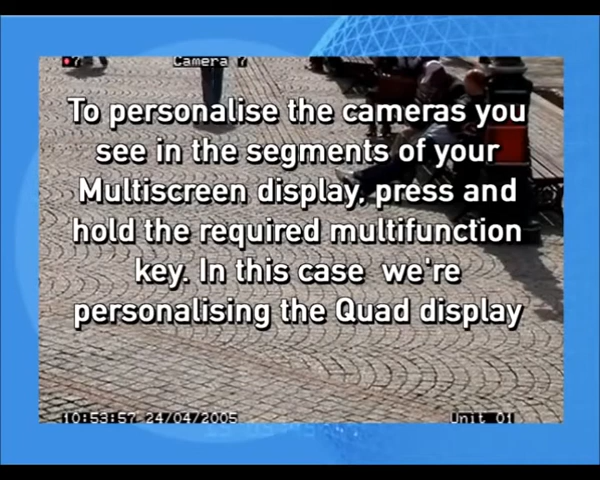 7 Camera 7
To personalise the cameras you
see in the segments of your
Multiscreen display, press and
hold the required multifunction
key. In this case we're
personalising the Quad display
10:53:57 24/04/2005 Unit 01